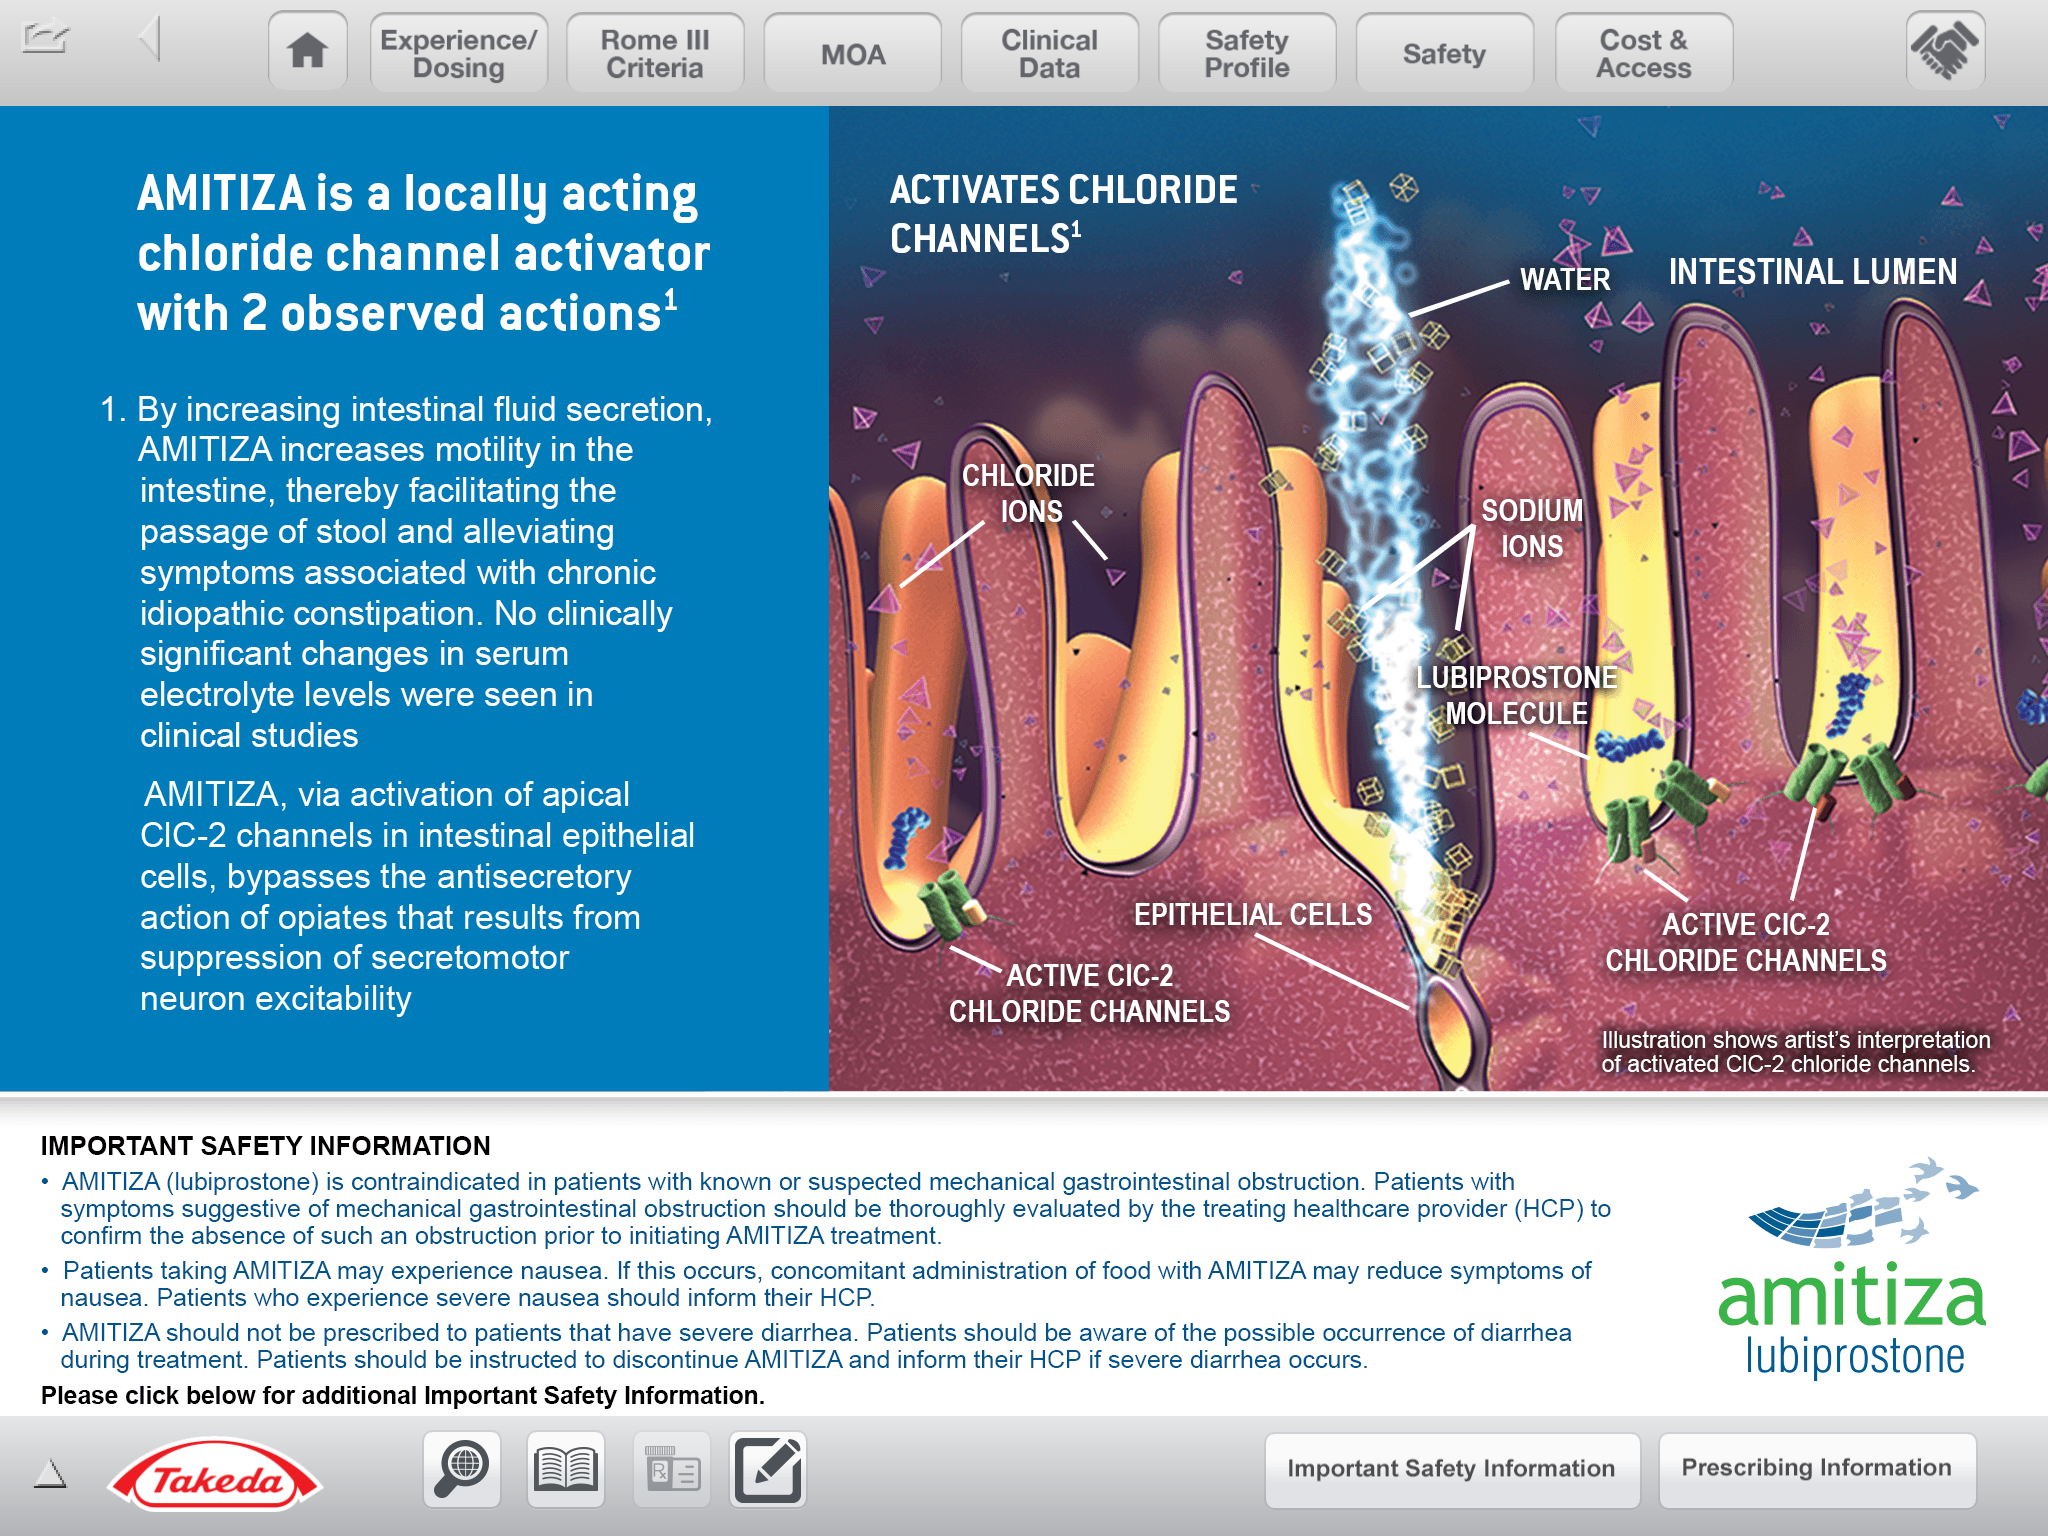 Experience/
Dosing
Rome III
Criteria
MOA
Clinical
Data
Safety
Profile
Safety
Cost &
Access
AMITIZA is a locally acting
chloride channel activator
with 2 observed actions¹
1. By increasing intestinal fluid secretion,
AMITIZA increases motility in the
intestine, thereby facilitating the
passage of stool and alleviating
symptoms associated with chronic
idiopathic constipation. No clinically
significant changes in serum
electrolyte levels were seen in
clinical studies
AMITIZA, via activation of apical
ClC-2 channels in intestinal epithelial
cells, bypasses the antisecretory
action of opiates that results from
suppression of secretomotor
neuron excitability
ACTIVATES CHLORIDE
CHANNELS¹
WATER
INTESTINAL LUMEN
CHLORIDE
IONS
SODIUM
IONS
LUBIPROSTONE
MOLECULE
EPITHELIAL CELLS
ACTIVE ClC-2
CHLORIDE CHANNELS
ACTIVE ClC-2
CHLORIDE CHANNELS
Illustration shows artist's interpretation
of activated ClC-2 chloride channels.
IMPORTANT SAFETY INFORMATION
• AMITIZA (lubiprostone) is contraindicated in patients with known or suspected mechanical gastrointestinal obstruction. Patients with
symptoms suggestive of mechanical gastrointestinal obstruction should be thoroughly evaluated by the treating healthcare provider (HCP) to
confirm the absence of such an obstruction prior to initiating AMITIZA treatment.
• Patients taking AMITIZA may experience nausea. If this occurs, concomitant administration of food with AMITIZA may reduce symptoms of
nausea. Patients who experience severe nausea should inform their HCP.
• AMITIZA should not be prescribed to patients that have severe diarrhea. Patients should be aware of the possible occurrence of diarrhea
during treatment. Patients should be instructed to discontinue AMITIZA and inform their HCP if severe diarrhea occurs.
Please click below for additional Important Safety Information.
amitiza
lubiprostone
Takeda
Rx
Important Safety Information
Prescribing Information